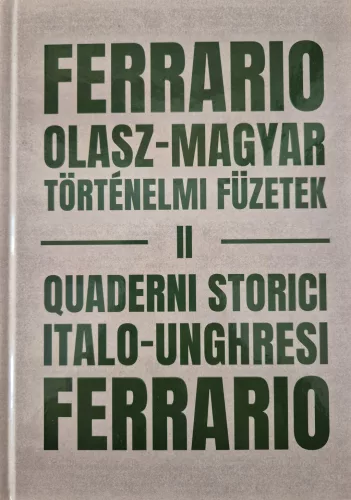 FERRARIO
OLASZ-MAGYAR
TÖRTÉNELMI FÜZETEK
II
QUADERNI STORICI
ITALO-UNGHRESI
FERRARIO